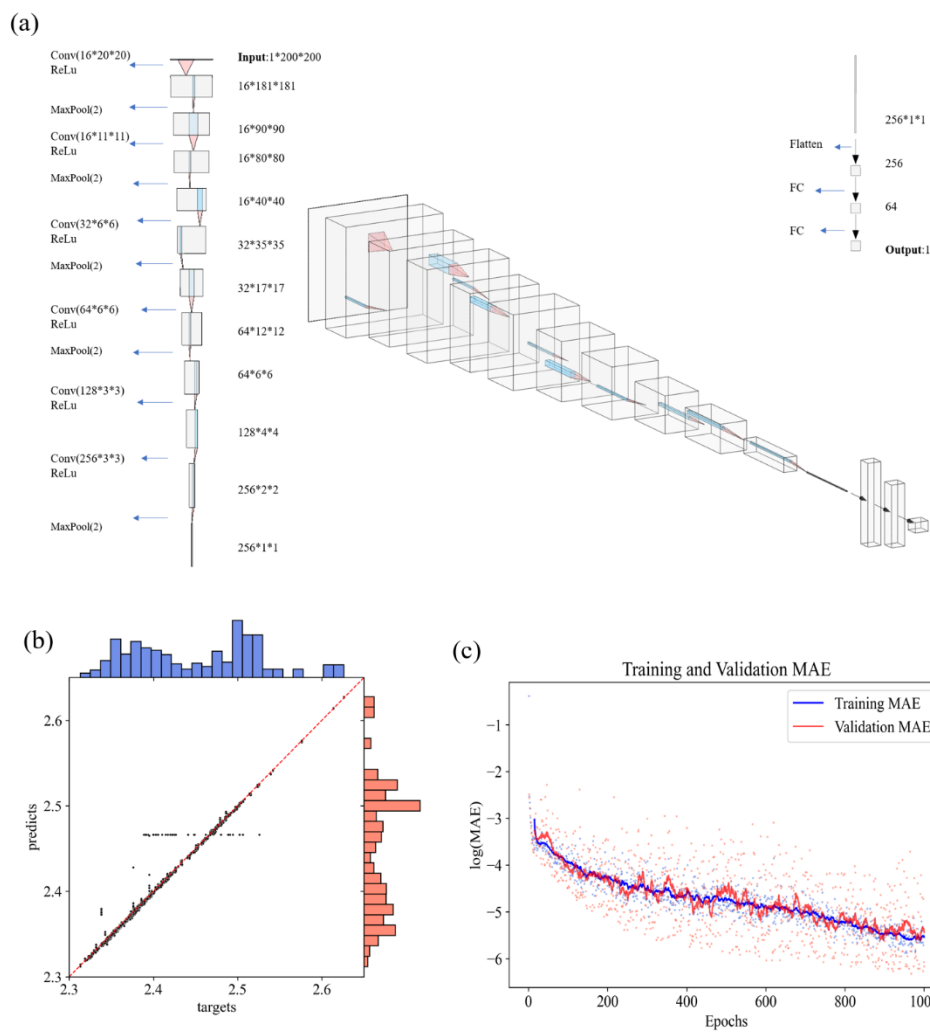 (a)
Conv(16*20*20)
ReLu
Input:1*200*200
16*181*181
MaxPool(2)
16*90*90
Conv(16*11*11)
ReLu
16*80*80
MaxPool(2)
16*40*40
Conv(32*6*6)
ReLu
32*35*35
MaxPool(2)
32*17*17
Conv(64*6*6)
ReLu
64*12*12
MaxPool(2)
64*6*6
Conv(128*3*3)
ReLu
128*4*4
Conv(256*3*3)
ReLu
256*2*2
MaxPool(2)
256*1*1
256*1*1
Flatten
256
FC
64
FC
Output:1
(b)
2.6
2.5
2.4
2.3
predicts
2.3 2.4 2.5 2.6
targets
(c)
Training and Validation MAE
Training MAE
Validation MAE
−1
−2
−3
−4
−5
−6
log(MAE)
0 200 400 600 800 100
Epochs